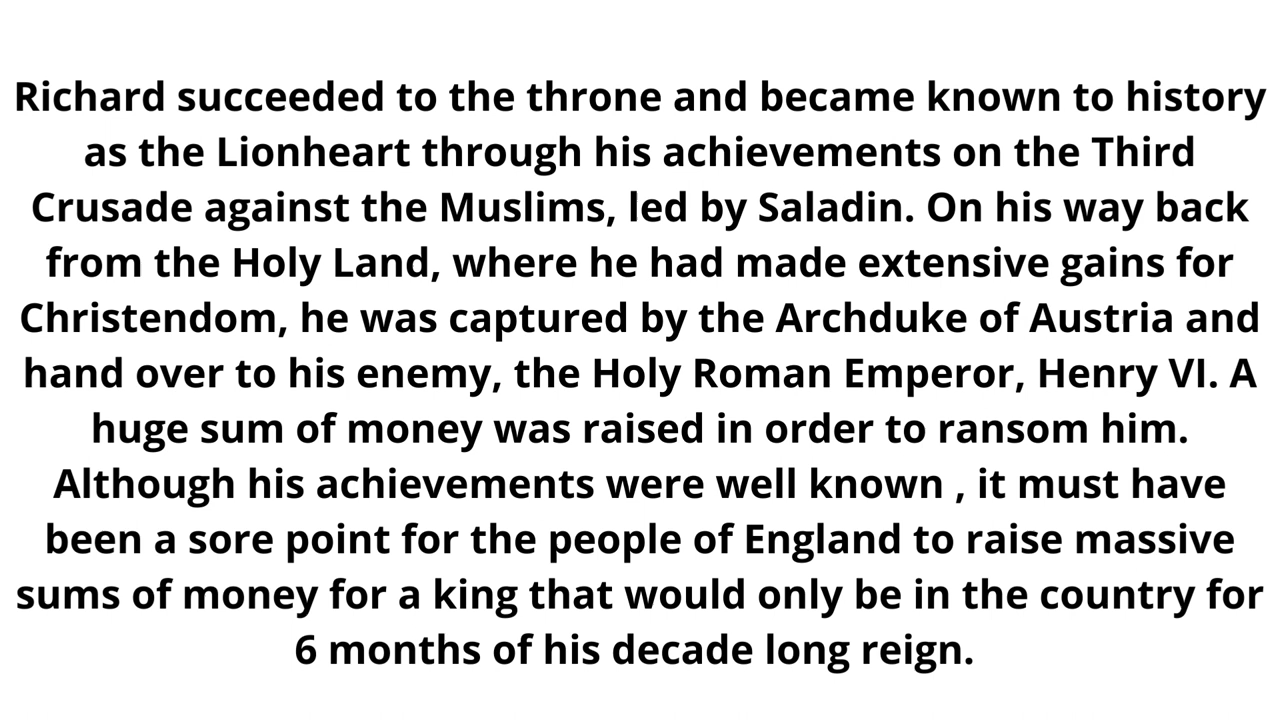 Richard succeeded to the throne and became known to history
as the Lionheart through his achievements on the Third
Crusade against the Muslims, led by Saladin. On his way back
from the Holy Land, where he had made extensive gains for
Christendom, he was captured by the Archduke of Austria and
hand over to his enemy, the Holy Roman Emperor, Henry VI. A
huge sum of money was raised in order to ransom him.
Although his achievements were well known , it must have
been a sore point for the people of England to raise massive
sums of money for a king that would only be in the country for
6 months of his decade long reign.